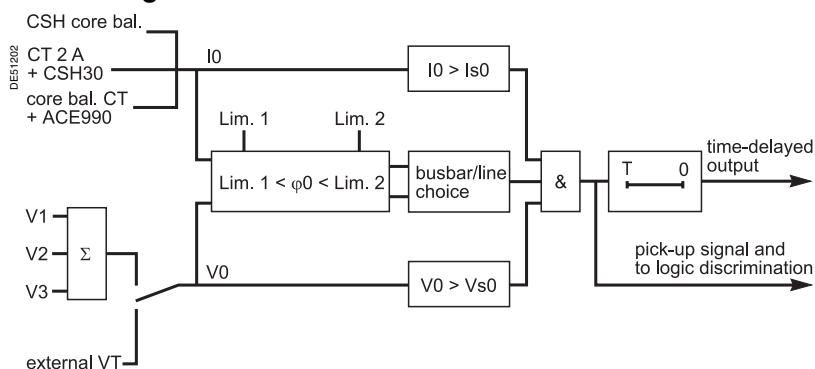 CSH core bal.
DE51202
CT 2 A
+ CSH30
core bal. CT
+ ACE990
I0
I0 > Is0
Lim. 1
Lim. 2
Lim. 1 < φ0 < Lim. 2
busbar/line
choice
&
T 0
time-delayed
output
V1
V2
V3
Σ
V0
V0 > Vs0
pick-up signal and
to logic discrimination
external VT